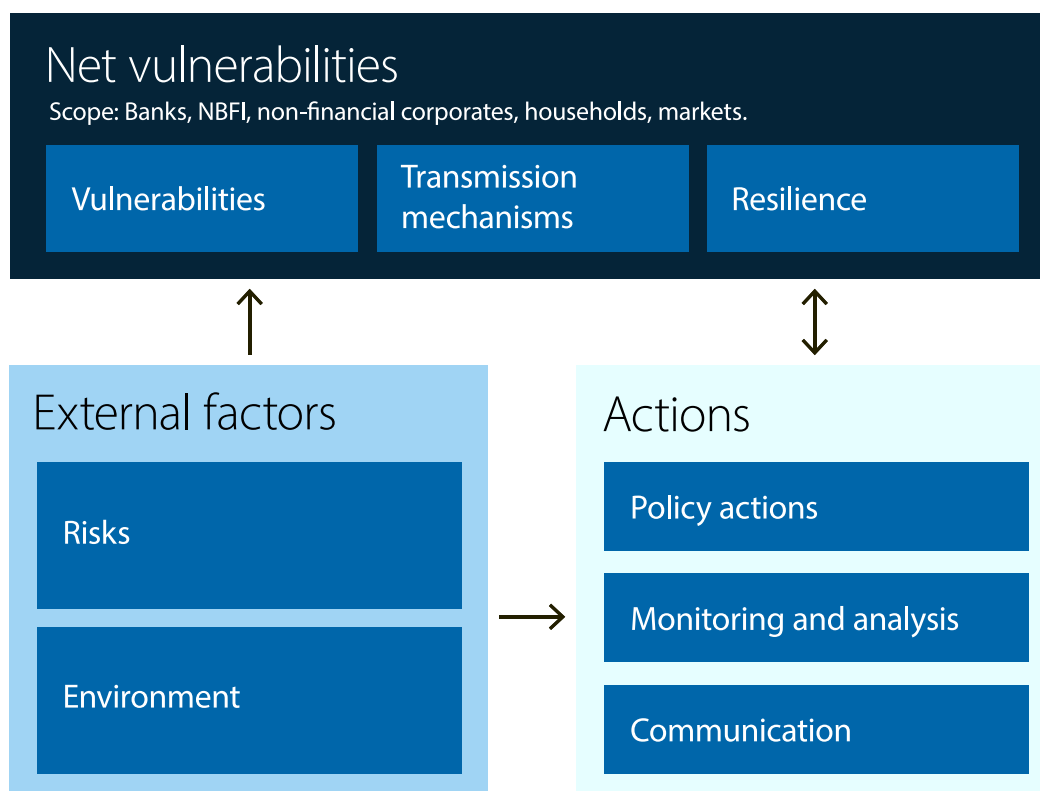 Net vulnerabilities
Scope: Banks, NBFI, non-financial corporates, households, markets.
Vulnerabilities
Transmission
mechanisms
Resilience
External factors
Risks
Environment
Actions
Policy actions
Monitoring and analysis
Communication